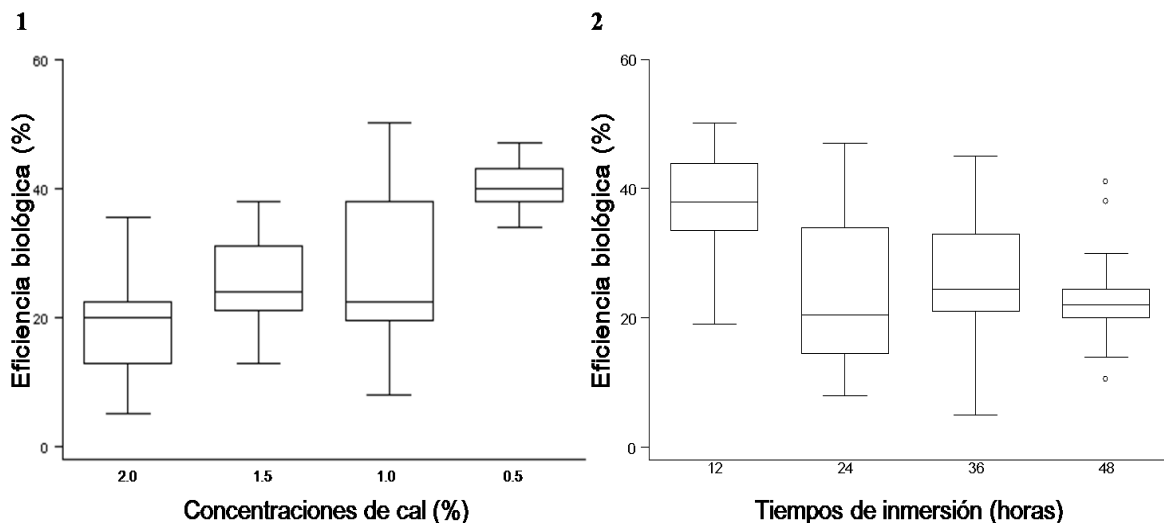 1
60
40
20
0
Eficiencia biológica (%)
2.0 1.5 1.0 0.5
Concentraciones de cal (%)
2
60
40
20
0
Eficiencia biológica (%)
12 24 36 48
Tiempos de inmersión (horas)